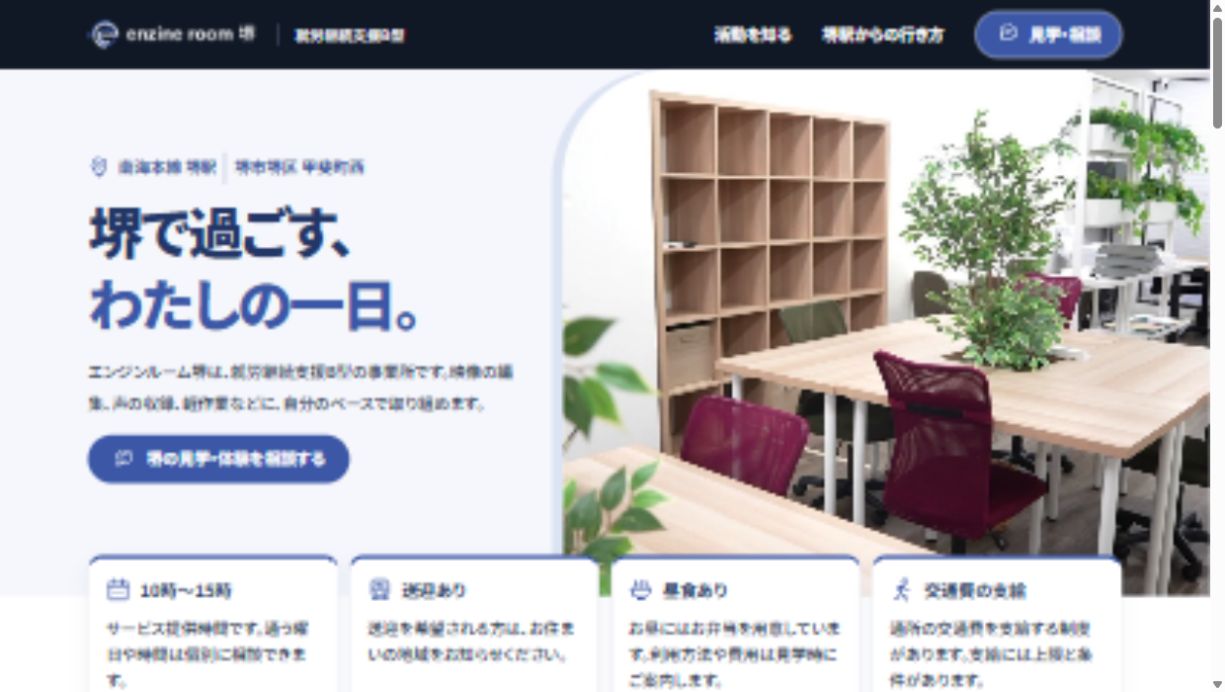 enzine room 堺
就労継続支援B型
活動を知る
堺駅からの行き方
見学・相談
南海本線 堺駅
堺市堺区 甲斐町西
堺で過ごす、
わたしの一日。
エンジンルーム堺は、就労継続支援B型の事業所です。映像の編
集、声の収録、軽作業などに、自分のペースで取り組めます。
堺の見学・体験を相談する
10時〜15時
サービス提供時間です。通う曜
日や時間は個別に相談できま
す。
送迎あり
送迎を希望される方は、お住ま
いの地域をお知らせください。
昼食あり
お昼にはお弁当を用意していま
す。利用方法や費用は見学時に
ご案内します。
交通費の支給
通所の交通費を支給する制度
があります。支給には上限と条
件があります。